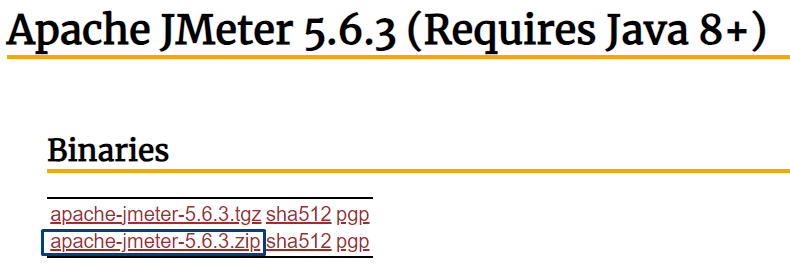 Apache JMeter 5.6.3 (Requires Java 8+)
Binaries
apache-jmeter-5.6.3.tgz sha512 pgp
apache-jmeter-5.6.3.zip sha512 pgp